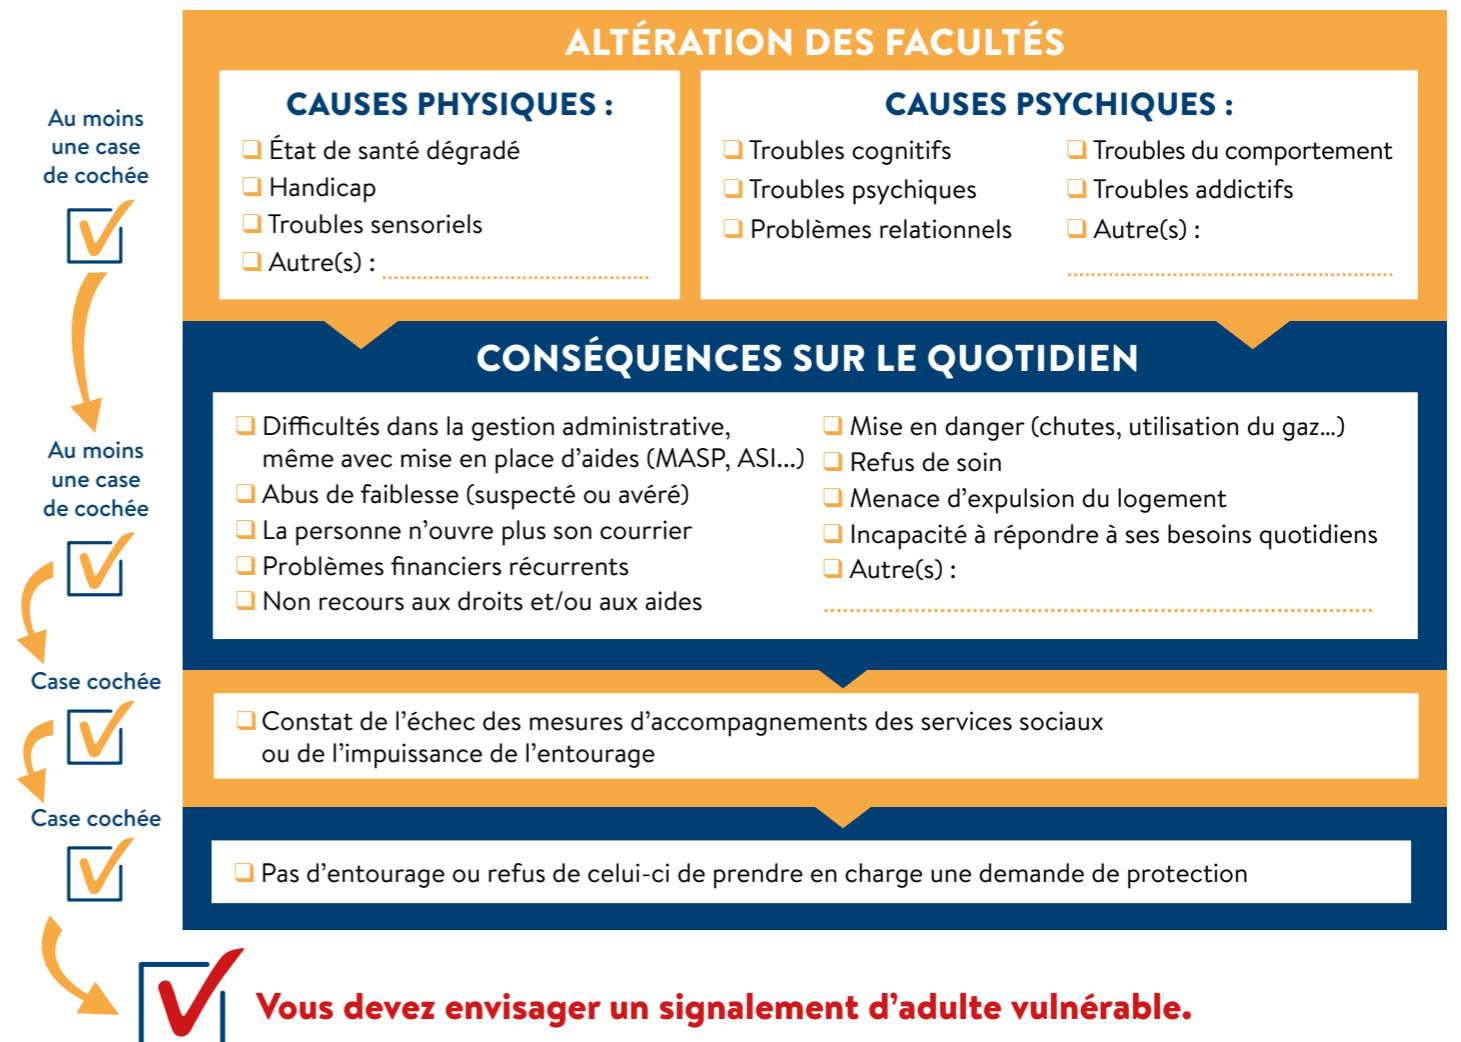 ALTÉRATION DES FACULTÉS
Au moins
une case
de cochée
CAUSES PHYSIQUES :
❑ État de santé dégradé
❑ Handicap
❑ Troubles sensoriels
❑ Autre(s) : ................................................
CAUSES PSYCHIQUES :
❑ Troubles cognitifs
❑ Troubles psychiques
❑ Problèmes relationnels
❑ Troubles du comportement
❑ Troubles addictifs
❑ Autre(s) :
..........................................................
CONSÉQUENCES SUR LE QUOTIDIEN
Au moins
une case
de cochée
❑ Difficultés dans la gestion administrative,
même avec mise en place d’aides (MASP, ASI...)
❑ Abus de faiblesse (suspecté ou avéré)
❑ La personne n’ouvre plus son courrier
❑ Problèmes financiers récurrents
❑ Non recours aux droits et/ou aux aides
❑ Mise en danger (chutes, utilisation du gaz…)
❑ Refus de soin
❑ Menace d’expulsion du logement
❑ Incapacité à répondre à ses besoins quotidiens
❑ Autre(s) :
..........................................................
Case cochée
❑ Constat de l’échec des mesures d’accompagnements des services sociaux
ou de l’impuissance de l’entourage
Case cochée
❑ Pas d’entourage ou refus de celui-ci de prendre en charge une demande de protection
Vous devez envisager un signalement d’adulte vulnérable.